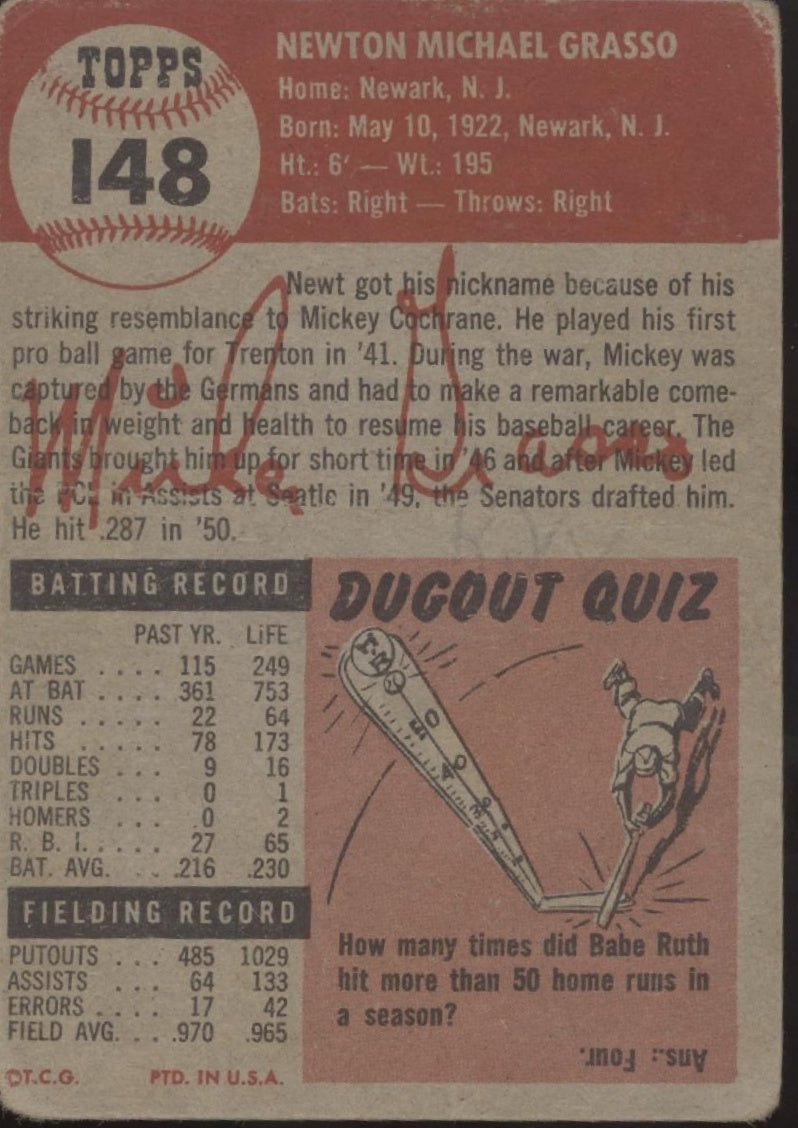 TOPPS
148
NEWTON MICHAEL GRASSO
Home: Newark, N. J.
Born: May 10, 1922, Newark, N. J.
Ht.: 6′ — Wt.: 195
Bats: Right — Throws: Right
Newt got his nickname because of his
striking resemblance to Mickey Cochrane. He played his first
pro ball game for Trenton in '41. During the war, Mickey was
captured by the Germans and had to make a remarkable come-
back in weight and health to resume his baseball career. The
Giants brought him up for short time in '46 and after Mickey led
the PCL in Assists at Seatle in '49, the Senators drafted him.
He hit .287 in '50.
BATTING RECORD
PAST YR. LIFE
GAMES .... 115 249
AT BAT .... 361 753
RUNS ...... 22 64
HITS ...... 78 173
DOUBLES ... 9 16
TRIPLES ... 0 1
HOMERS ... 0 2
R. B. I. .... 27 65
BAT. AVG. ... .216 .230
FIELDING RECORD
PUTOUTS ... 485 1029
ASSISTS ... 64 133
ERRORS .... 17 42
FIELD AVG. ... .970 .965
©T.C.G. PTD. IN U.S.A.
DUGOUT QUIZ
How many times did Babe Ruth
hit more than 50 home runs in
a season?
Ans.: Four.